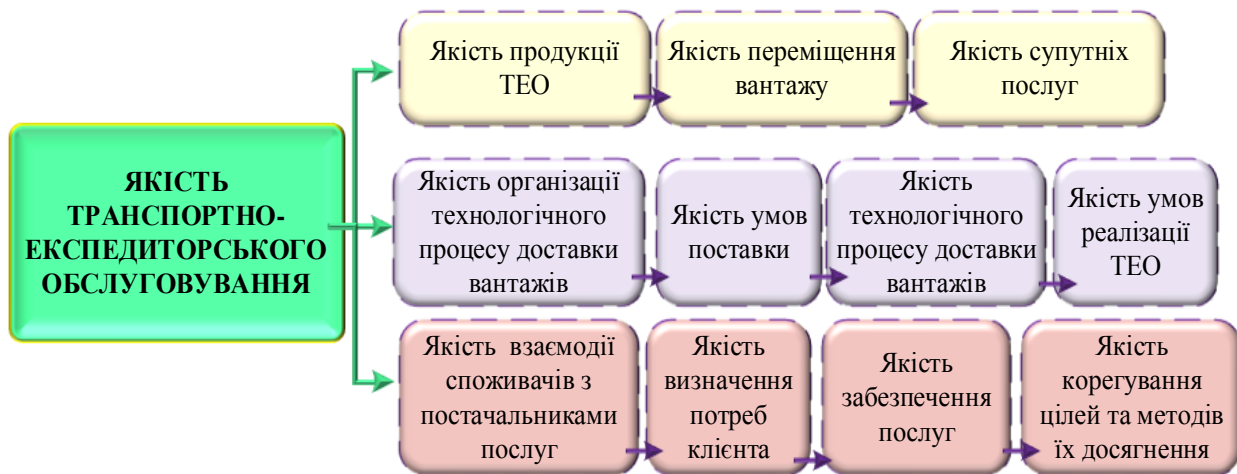 ЯКІСТЬ
ТРАНСПОРТНО-
ЕКСПЕДИТОРСЬКОГО
ОБСЛУГОВУВАННЯ
Якість продукції
ТЕО
Якість переміщення
вантажу
Якість супутніх
послуг
Якість організації
технологічного
процесу доставки
вантажів
Якість умов
поставки
Якість
технологічного
процесу доставки
вантажів
Якість умов
реалізації
ТЕО
Якість взаємодії
споживачів з
постачальниками
послуг
Якість
визначення
потреб
клієнта
Якість
забезпечення
послуг
Якість
корегування
цілей та методів
їх досягнення